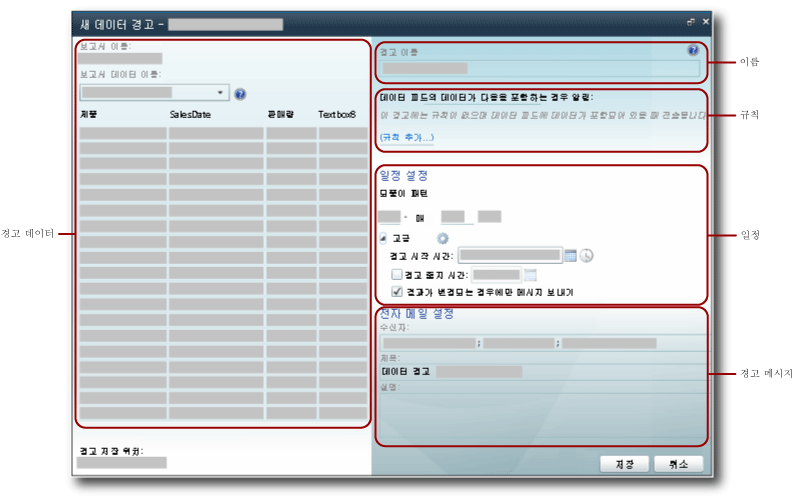 새 데이터 경고 -
보고서 이름:
보고서 데이터 이름:
제품 SalesDate 판매량 Textbox8
경고 저장 위치:
경고 이름
데이터 피드의 데이터가 다음을 포함하는 경우 알림:
이 경고에는 규칙이 없으며 데이터 피드에 데이터가 포함되어 있을 때 전송됩니다
(규칙 추가...)
일정 설정
되풀이 패턴
- 매
고급
경고 시작 시간:
경고 중지 시간:
결과가 변경되는 경우에만 메시지 보내기
전자 메일 설정
수신자:
; ;
제목:
데이터 경고
설명:
저장 취소
경고 데이터
이름
규칙
일정
경고 메시지